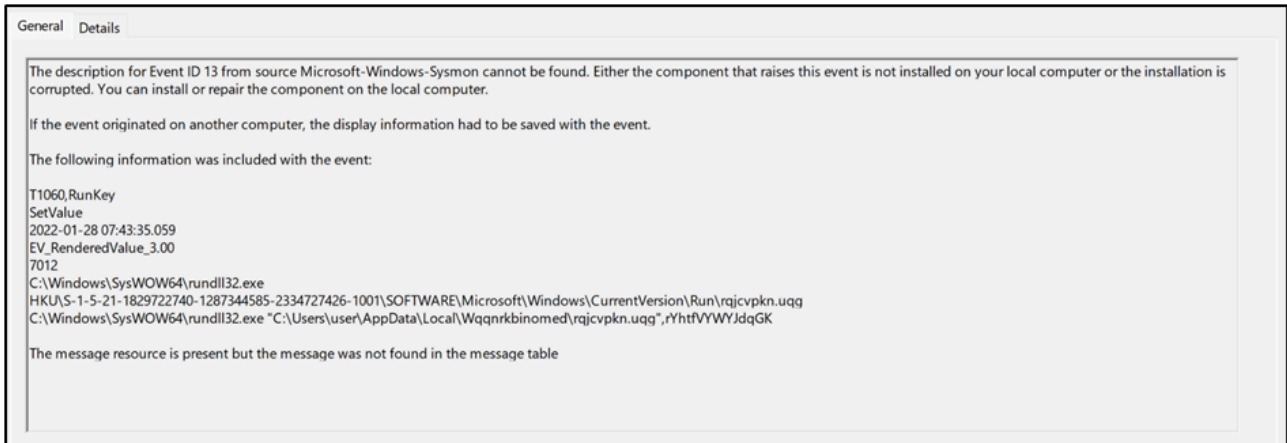 General Details
The description for Event ID 13 from source Microsoft-Windows-Sysmon cannot be found. Either the component that raises this event is not installed on your local computer or the installation is
corrupted. You can install or repair the component on the local computer.
If the event originated on another computer, the display information had to be saved with the event.
The following information was included with the event:
T1060,RunKey
SetValue
2022-01-28 07:43:35.059
EV_RenderedValue_3.00
7012
C:\Windows\SysWOW64\rundll32.exe
HKU\S-1-5-21-1829722740-1287344585-2334727426-1001\SOFTWARE\Microsoft\Windows\CurrentVersion\Run\rqjcvpkn.uqg
C:\Windows\SysWOW64\rundll32.exe "C:\Users\user\AppData\Local\Wqqnrkbinomed\rqjcvpkn.uqg",rYhtfVYWYJdqGK
The message resource is present but the message was not found in the message table